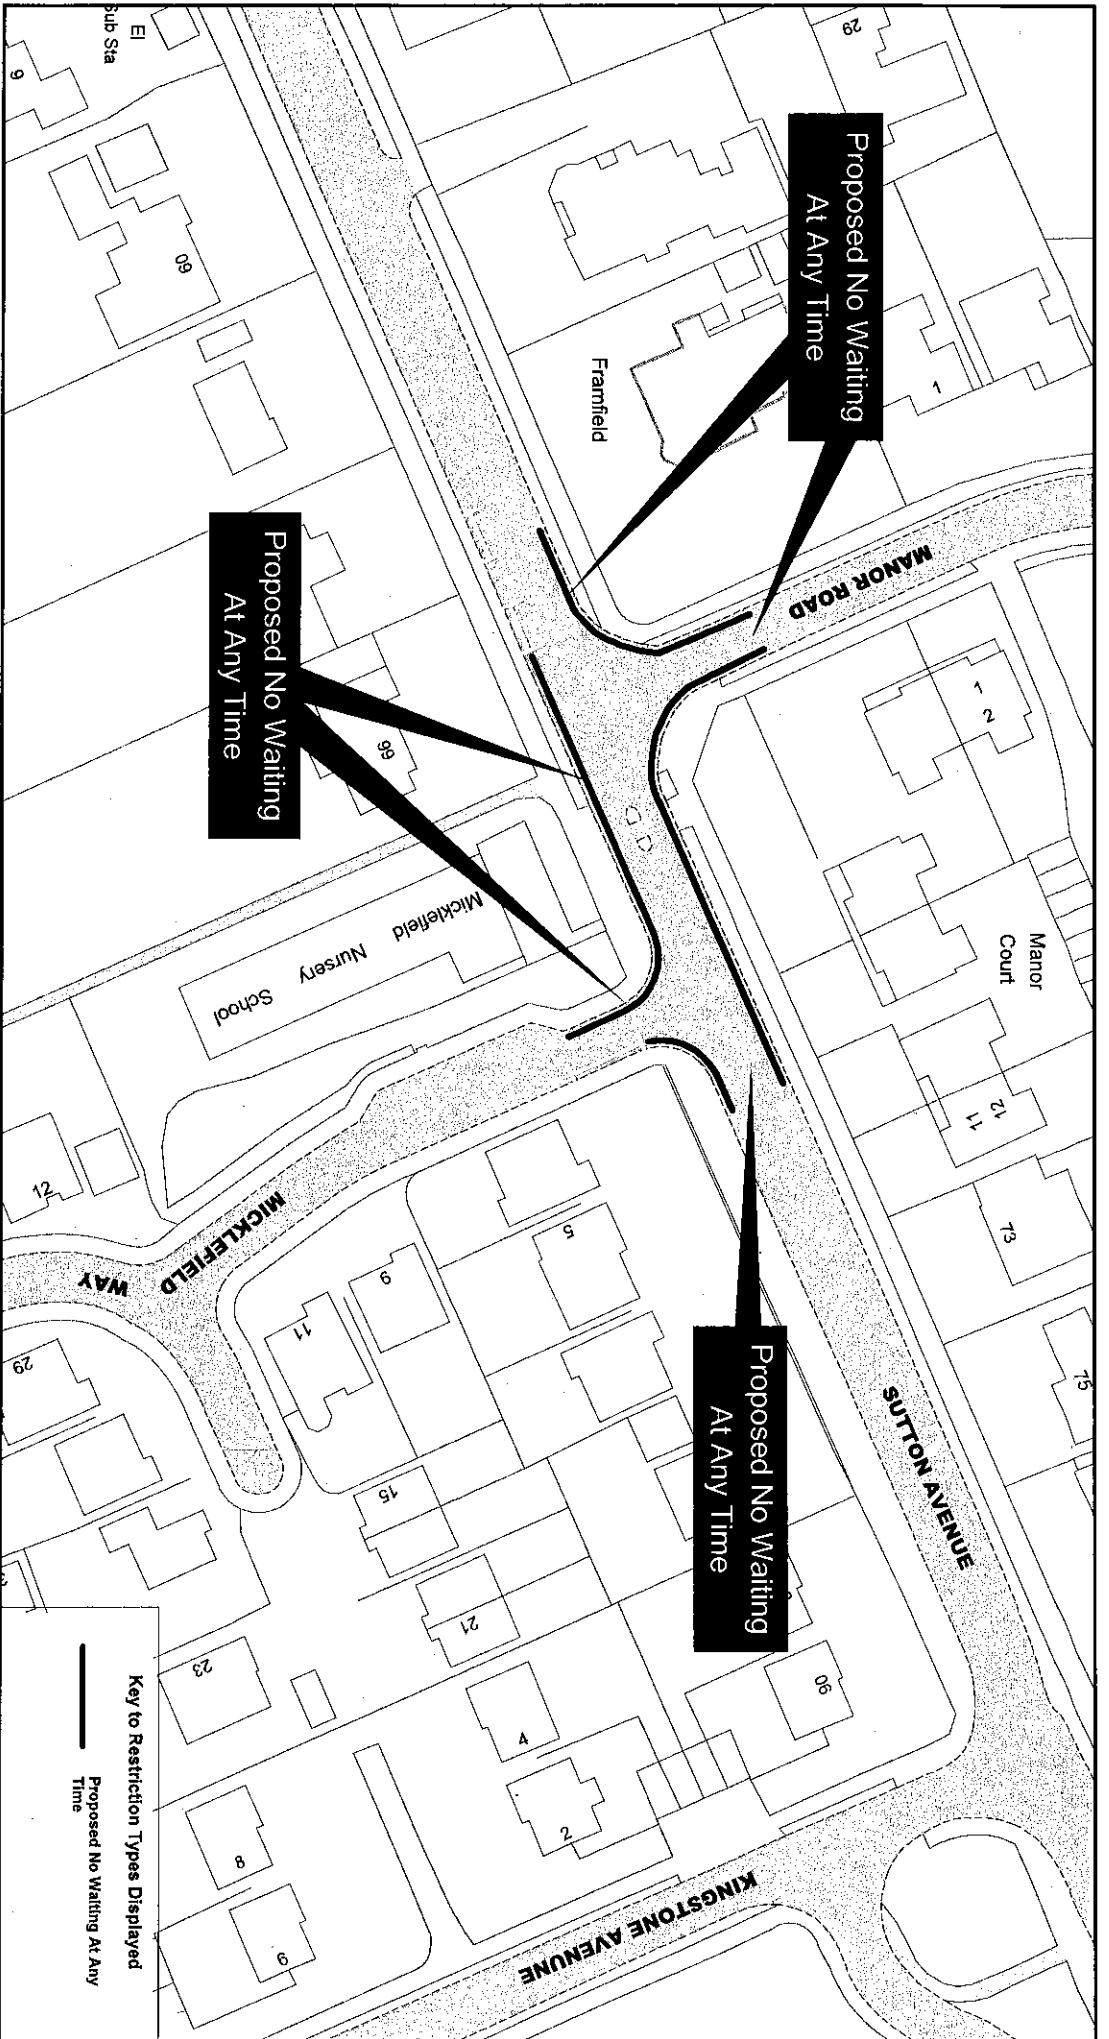 El
Sub Sta
29
60
Proposed No Waiting
At Any Time
1
Framfield
MANOR ROAD
Proposed No Waiting
At Any Time
66
1
2
Manor
Court
Micklefield
Nursery
School
12
11
73
75
12
MICKLEFIELD
WAY
5
9
11
29
Proposed No Waiting
At Any Time
SUTTON AVENUE
15
21
23
90
4
2
8
6
KINGSTONE AVENUNE
Key to Restriction Types Displayed
Proposed No Waiting At Any
Time